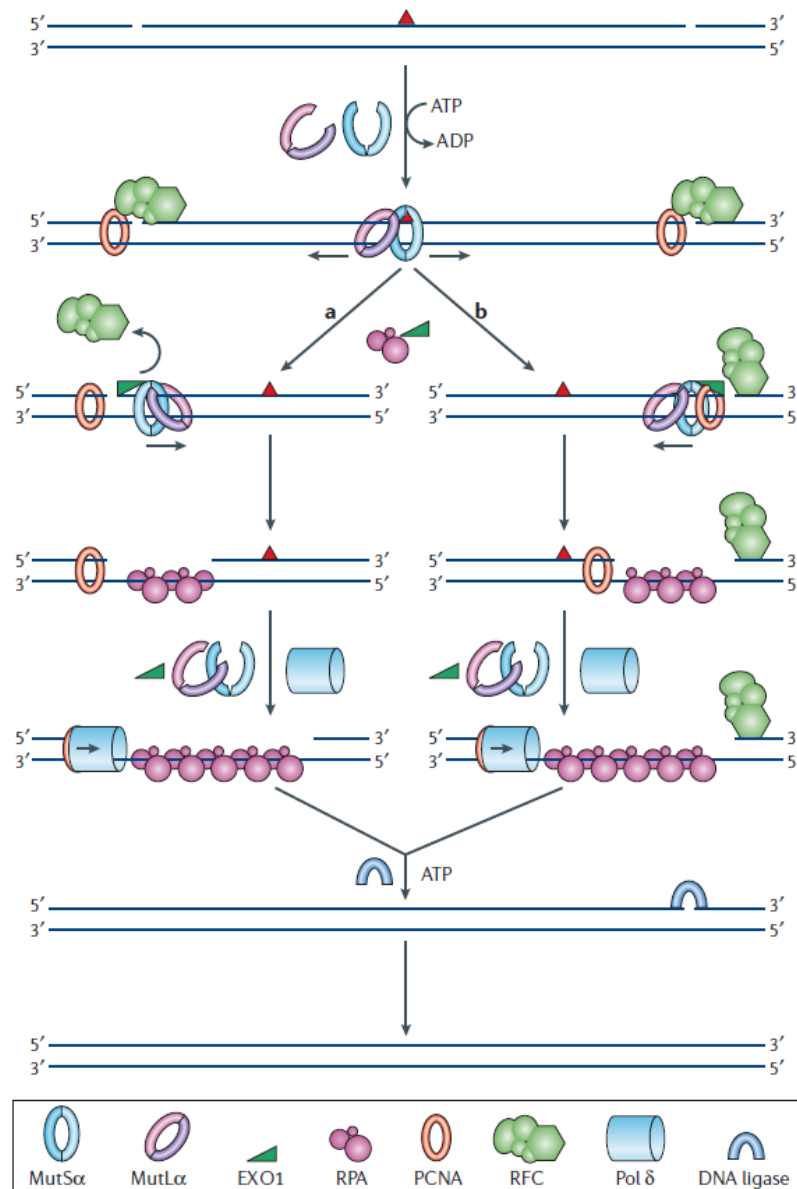 5′
3′ 5′
ATP
ADP
5′ 3′
3′ 5′
a b
5′ 3′ 5′ 3
3′ 5′ 3′ 5
5′ 3′ 5′ 3
3′ 5′ 3′ 5
5′ 3′ 5′ 3
3′ 5′ 3′ 5
ATP
5′ 3′
3′ 5′
5′ 3′
3′ 5′
MutSα MutLα EXO1 RPA PCNA RFC Pol δ DNA ligase